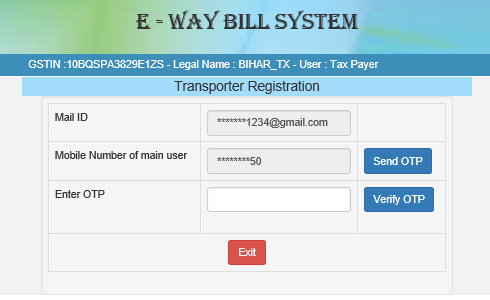 E - WAY BILL SYSTEM
GSTIN :10BQSPA3829E1ZS - Legal Name : BIHAR_TX - User : Tax Payer
Transporter Registration
Mail ID *******1234@gmail.com
Mobile Number of main user ********50 Send OTP
Enter OTP Verify OTP
Exit